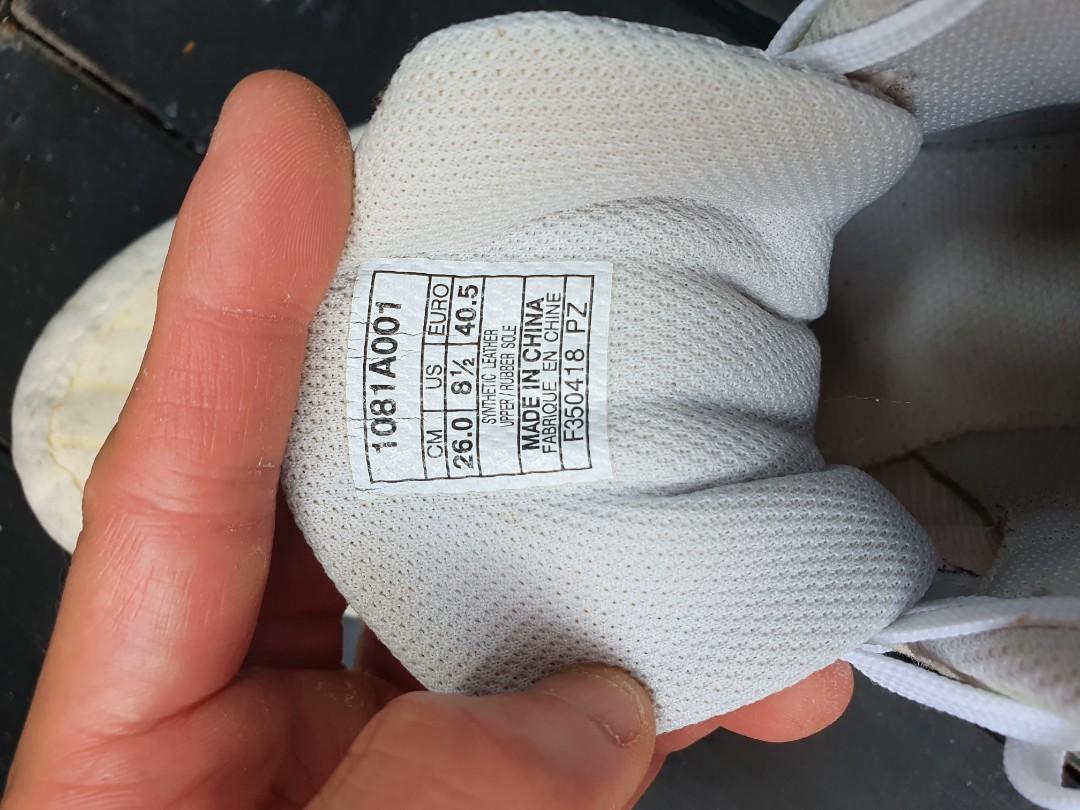 1081A001
CM US EURO
26.0 8½ 40.5
SYNTHETIC LEATHER
UPPER / RUBBER SOLE
MADE IN CHINA
FABRIQUE EN CHINE
F350418 PZ